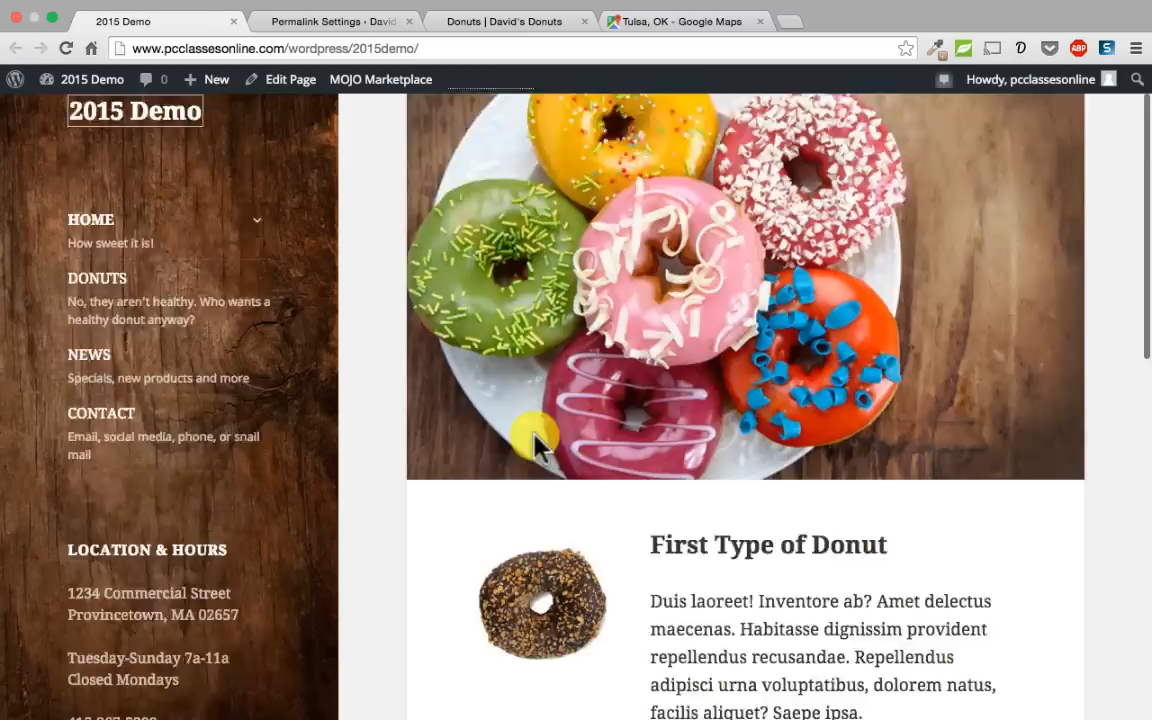 2015 Demo
Permalink Settings ‹ David
Donuts | David's Donuts
Tulsa, OK - Google Maps
www.pcclassesonline.com/wordpress/2015demo/
ABP
2015 Demo
0
New
Edit Page
MOJO Marketplace
Howdy, pcclassesonline
2015 Demo
HOME
How sweet it is!
DONUTS
No, they aren't healthy. Who wants a
healthy donut anyway?
NEWS
Specials, new products and more
CONTACT
Email, social media, phone, or snail
mail
LOCATION & HOURS
1234 Commercial Street
Provincetown, MA 02657
Tuesday-Sunday 7a-11a
Closed Mondays
First Type of Donut
Duis laoreet! Inventore ab? Amet delectus
maecenas. Habitasse dignissim provident
repellendus recusandae. Repellendus
adipisci urna voluptatibus, dolorem natus,
facilis aliquet? Saepe ipsa.